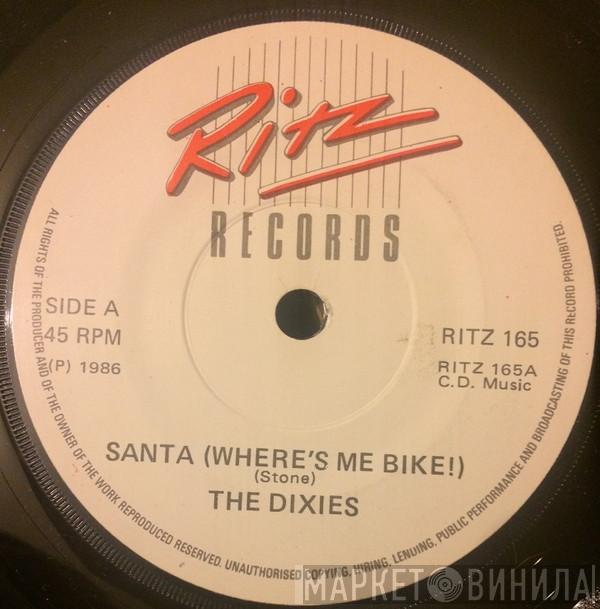 Ritz
RECORDS
SIDE A
45 RPM
(P) 1986
RITZ 165
RITZ 165A
C.D. Music
SANTA (WHERE'S ME BIKE!)
(Stone)
THE DIXIES
ALL RIGHTS OF THE PRODUCER AND OF THE OWNER OF THE WORK REPRODUCED RESERVED. UNAUTHORISED COPYING, HIRING, LENDING, PUBLIC PERFORMANCE AND BROADCASTING OF THIS RECORD PROHIBITED.
МАРКЕТ ВИНИЛА